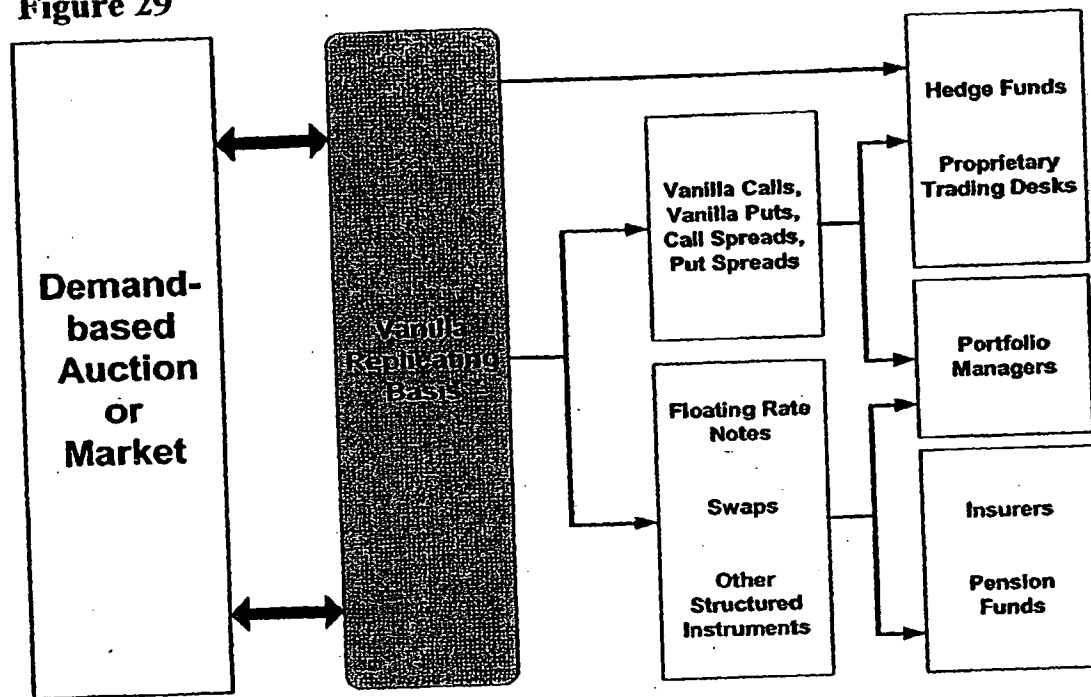 Figure 29
Demand-
based
Auction
or
Market
Vanilla
Replicating
Basis
Vanilla Calls,
Vanilla Puts,
Call Spreads,
Put Spreads
Floating Rate
Notes
Swaps
Other
Structured
Instruments
Hedge Funds
Proprietary
Trading Desks
Portfolio
Managers
Insurers
Pension
Funds